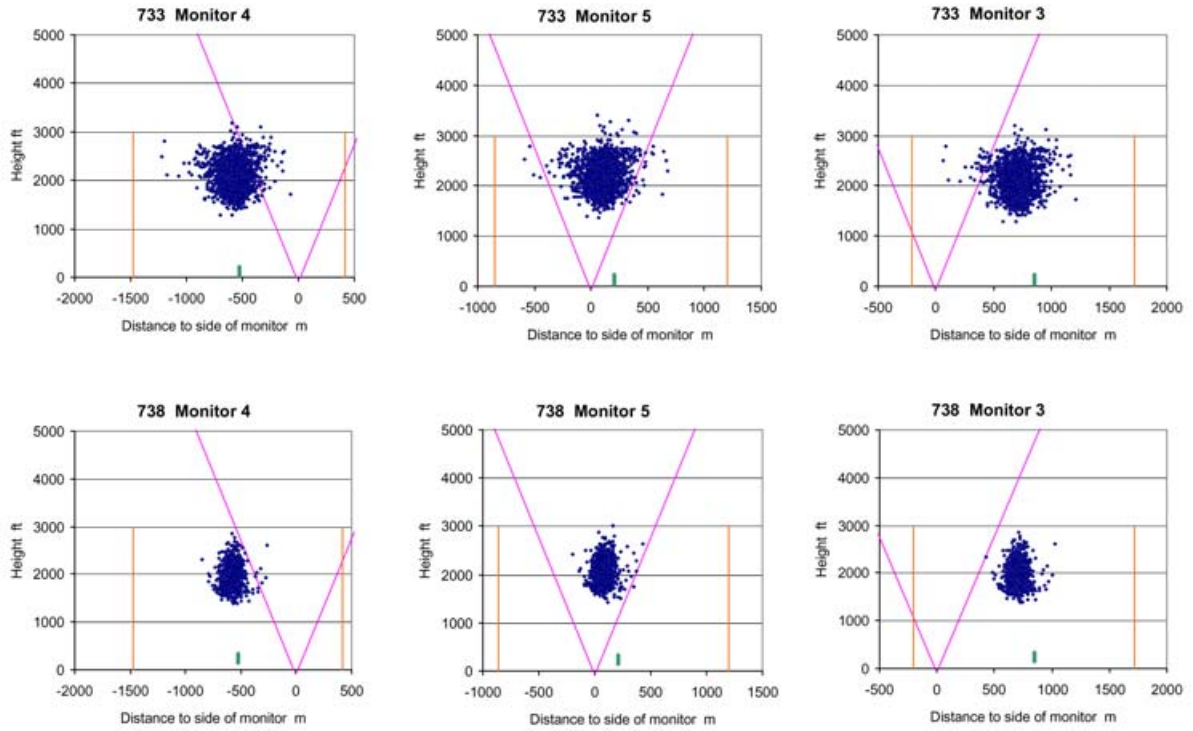 733 Monitor 4
5000
4000
3000
2000
1000
0
Height ft
-2000 -1500 -1000 -500 0 500
Distance to side of monitor m
733 Monitor 5
5000
4000
3000
2000
1000
0
Height ft
-1000 -500 0 500 1000 1500
Distance to side of monitor m
733 Monitor 3
5000
4000
3000
2000
1000
0
Height ft
-500 0 500 1000 1500 2000
Distance to side of monitor m
738 Monitor 4
5000
4000
3000
2000
1000
0
Height ft
-2000 -1500 -1000 -500 0 500
Distance to side of monitor m
738 Monitor 5
5000
4000
3000
2000
1000
0
Height ft
-1000 -500 0 500 1000 1500
Distance to side of monitor m
738 Monitor 3
5000
4000
3000
2000
1000
0
Height ft
-500 0 500 1000 1500 2000
Distance to side of monitor m